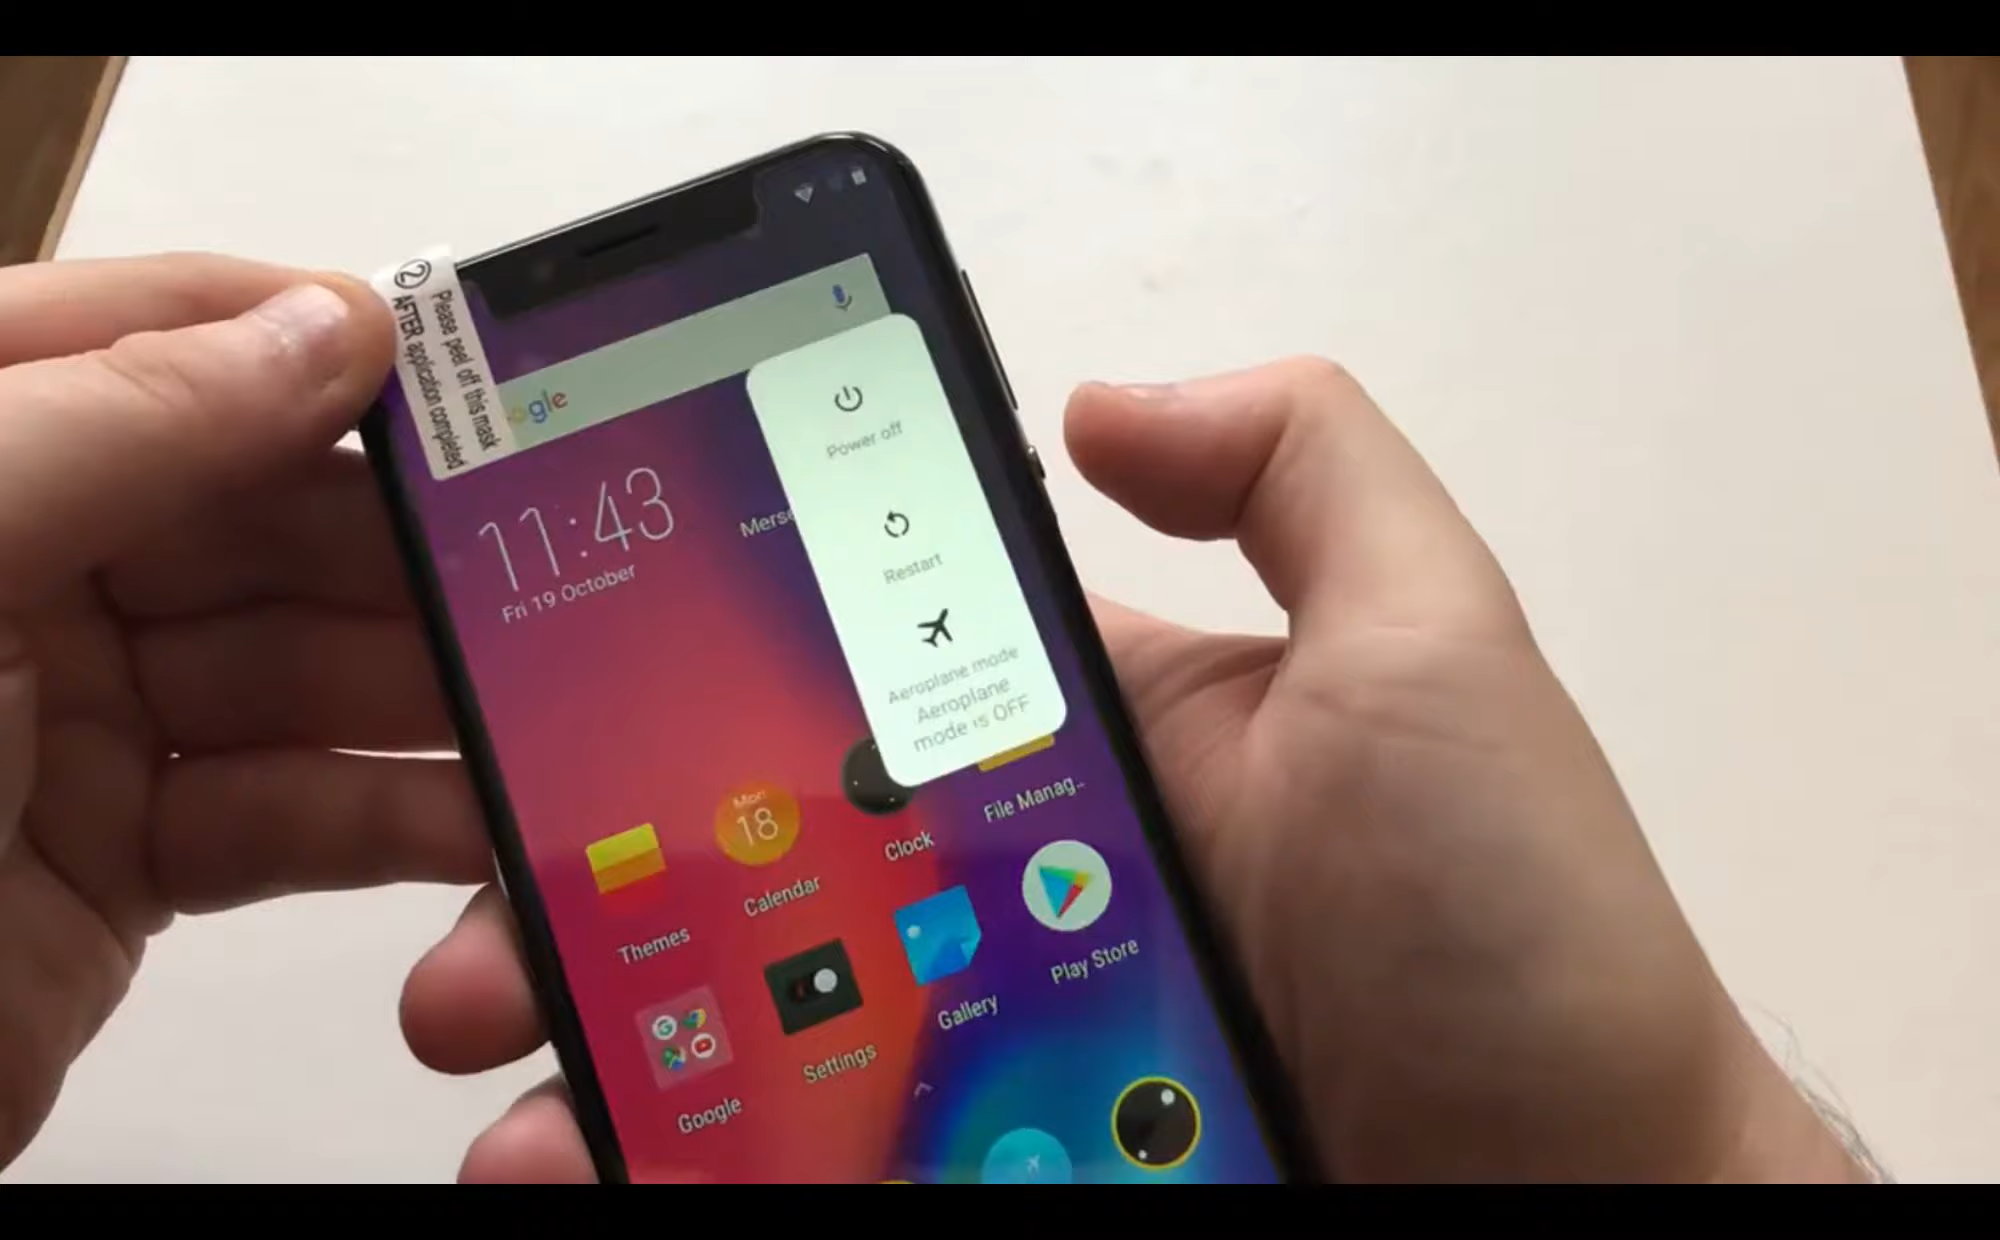 ② Please peel off this mask
AFTER application completed
ogle
11:43
Fri 19 October
Merse
Power off
Restart
Aeroplane mode
Aeroplane
mode is OFF
Mon
18
Themes
Calendar
Clock
File Manag..
Google
Settings
Gallery
Play Store